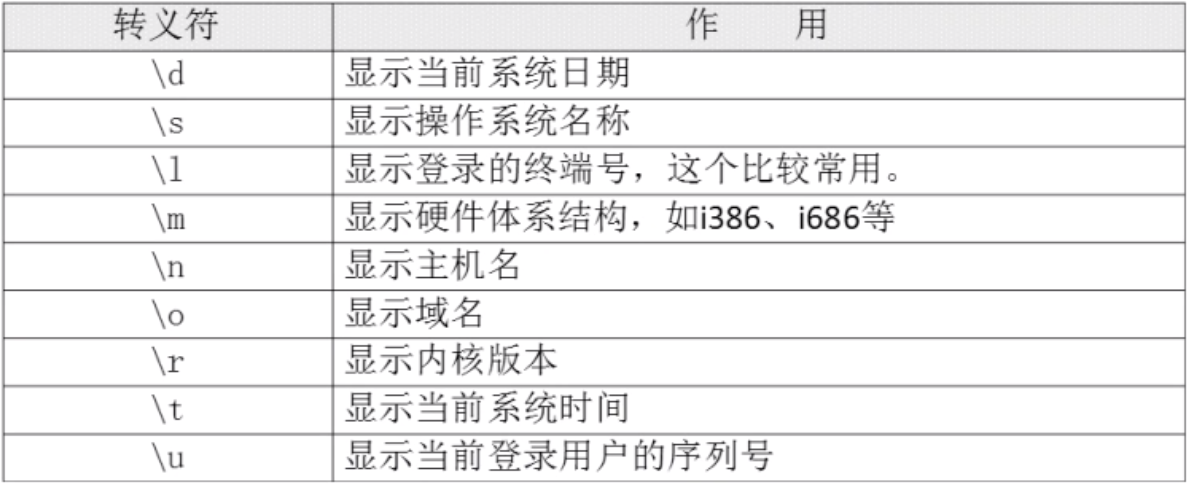 转义符 作 用
\d 显示当前系统日期
\s 显示操作系统名称
\l 显示登录的终端号，这个比较常用。
\m 显示硬件体系结构，如i386、i686等
\n 显示主机名
\o 显示域名
\r 显示内核版本
\t 显示当前系统时间
\u 显示当前登录用户的序列号